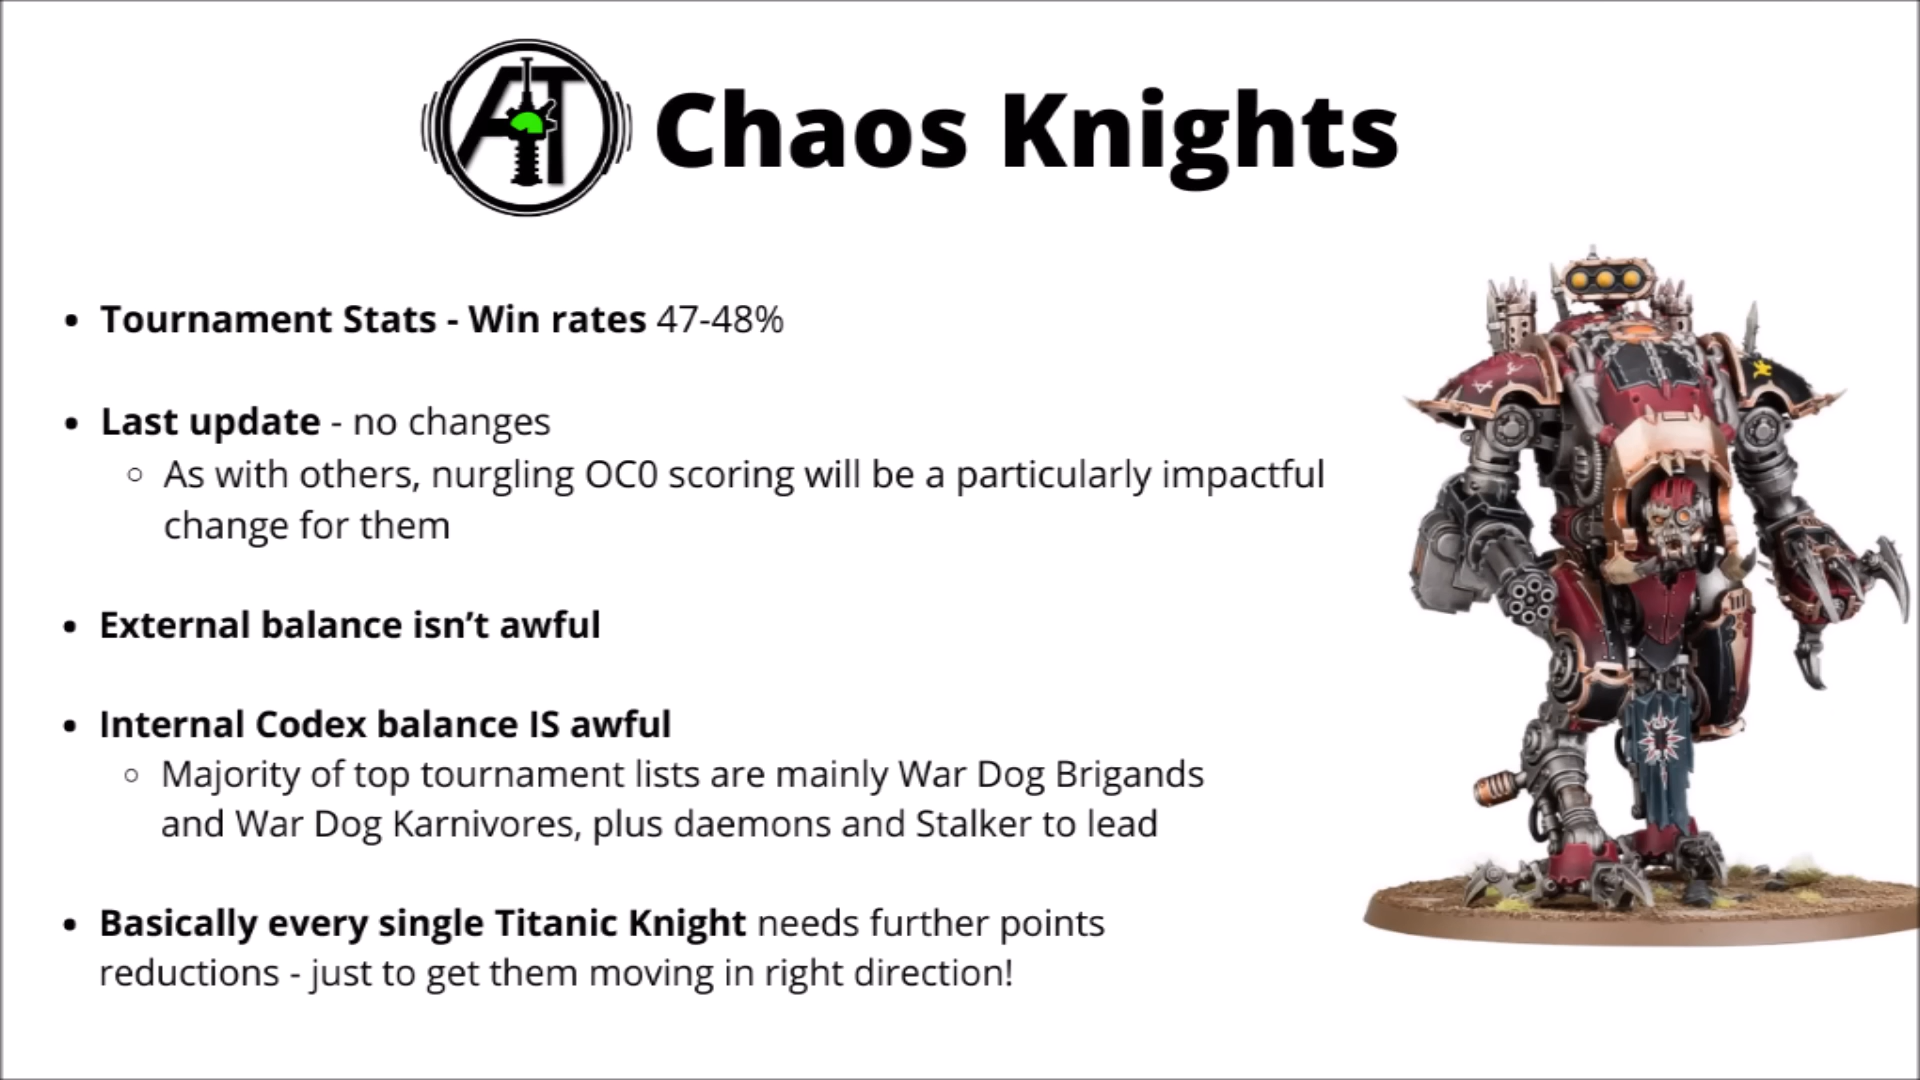 AT
Chaos Knights
• Tournament Stats - Win rates 47-48%
• Last update - no changes
○ As with others, nurgling OC0 scoring will be a particularly impactful
change for them
• External balance isn’t awful
• Internal Codex balance IS awful
○ Majority of top tournament lists are mainly War Dog Brigands
and War Dog Karnivores, plus daemons and Stalker to lead
• Basically every single Titanic Knight needs further points
reductions - just to get them moving in right direction!